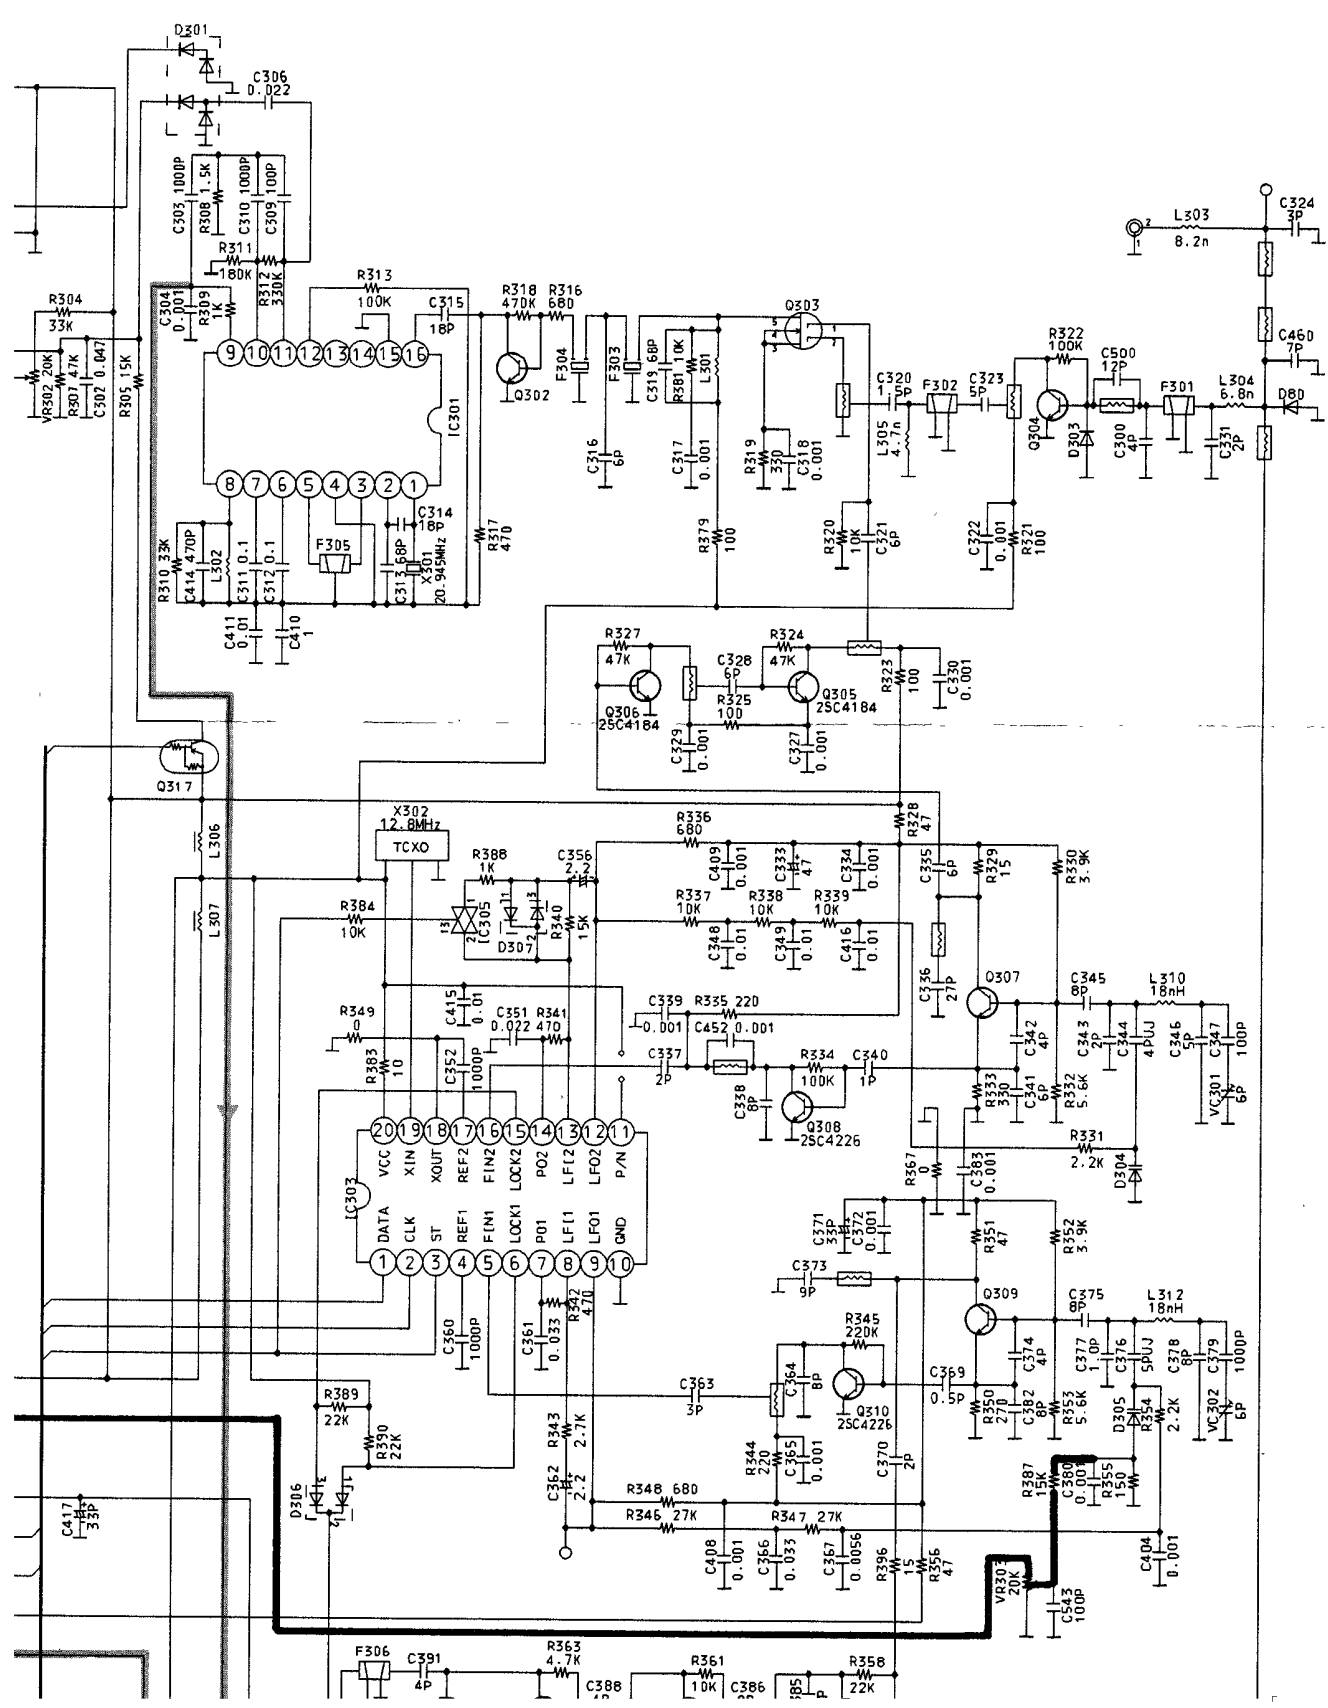 D301
C306
0.022
C303 1000P
R308 1.5K
C310 1000P
C309 100P
R311
180K
R312
330K
C304
0.001
R309
1K
R313
100K
C315
18P
R318
470K
R316
680
R304
33K
VR302 20K
R307 47K
C302 0.047
R305 15K
9 10 11 12 13 14 15 16
IC301
8 7 6 5 4 3 2 1
Q302
F304
F303
C319 68P
R381 10K
L301
Q303
5
4
3
1
2
C316
6P
C317
0.001
R319
330
C318
0.001
C320
1.5P
L305
4.7n
F302
C323
5P
R322
100K
Q304
D303
C500
12P
C300
4P
F301
C331
2P
L304
6.8n
D80
C460
7P
L303
8.2n
2
1
C324
3P
R310 33K
C414 470P
L302
C311 0.1
C312 0.1
F305
C313 68P
C314
18P
X301
20.945MHz
R317
470
C411
0.01
C410
1
R379
100
R320
10K
C321
6P
C322
0.001
R321
100
R327
47K
Q306
2SC4184
C328
6P
R325
100
R324
47K
Q305
2SC4184
C329
0.001
C327
0.001
R323
100
C330
0.001
Q317
L306
L307
X302
12.8MHz
TCXO
R388
1K
C356
2.2
R384
10K
IC305
1
13
2
D307
1
3
2
R340
15K
R336
680
C409
0.001
C333
47
C334
0.001
R328
47
C335
6P
R329
15
R330
3.9K
R337
10K
R338
10K
R339
10K
C348
0.01
C349
0.01
C416
0.01
C336
27P
Q307
C345
8P
L310
18nH
C415
0.01
R349
0
R383
10
C352
1000P
C351
0.022
R341
470
C339
0.001
R335 220
C452 0.001
C337
2P
C338
8P
R334
100K
C340
1P
Q308
2SC4226
C342
4P
C341
6P
R333
330
R332
5.6K
C343
2P
C344
4PUJ
C346
5P
C347
100P
VC301
6P
R331
2.2K
D304
R367
0
C383
0.001
20 19 18 17 16 15 14 13 12 11
VCC
XIN
XOUT
REF2
FIN2
LOCK2
PO2
LFI2
LFO2
P/N
IC303
DATA
CLK
ST
REF1
FIN1
LOCK1
PO1
LFI1
LFO1
GND
1 2 3 4 5 6 7 8 9 10
C371
33P
C372
0.001
R351
47
R352
3.9K
C373
9P
Q309
C375
8P
L312
18nH
R342
470
C360
1000P
C361
0.033
R345
220K
C364
8P
Q310
2SC4226
C369
0.5P
C374
4P
R350
270
C382
8P
R353
5.6K
C377
1.0P
C376
5PUJ
C378
8P
C379
1000P
D305
R354
2.2K
VC302
6P
C363
3P
R389
22K
R390
22K
D306
3
1
2
R343
2.7K
C362
2.2
R344
220
C365
0.001
C370
2P
R387
15K
C380
0.001
R355
150
R348 680
R346 27K
R347 27K
C408
0.001
C366
0.033
C367
0.0056
R396
15
R356
47
VR303
20K
C543
100P
C404
0.001
C417
33P
F306
C391
4P
R363
4.7K
C388
R361
10K
C386
R358
22K